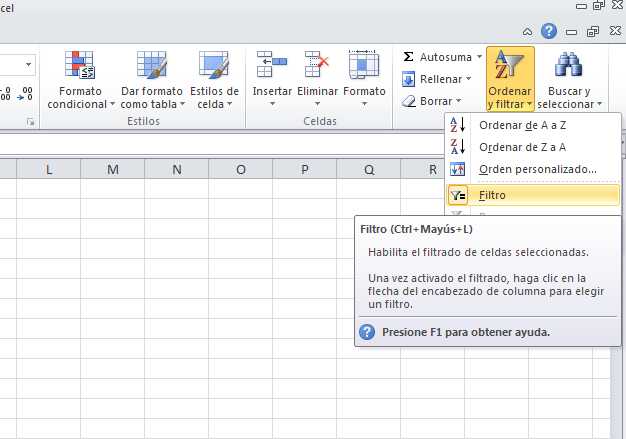 cel
Formato condicional
Dar formato como tabla
Estilos de celda
Estilos
Insertar
Eliminar
Formato
Celdas
Σ Autosuma
Rellenar
Borrar
Ordenar y filtrar
Buscar y seleccionar
,00
,0
,00
Ordenar de A a Z
Ordenar de Z a A
Orden personalizado...
Filtro
L M N O P Q R
Filtro (Ctrl+Mayús+L)
Habilita el filtrado de celdas seleccionadas.
Una vez activado el filtrado, haga clic en la
flecha del encabezado de columna para elegir
un filtro.
Presione F1 para obtener ayuda.